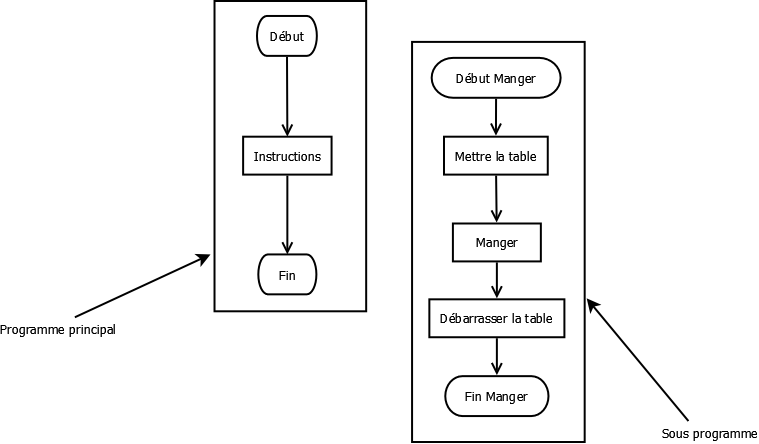 Début
Instructions
Fin
Programme principal
Début Manger
Mettre la table
Manger
Débarrasser la table
Fin Manger
Sous programme